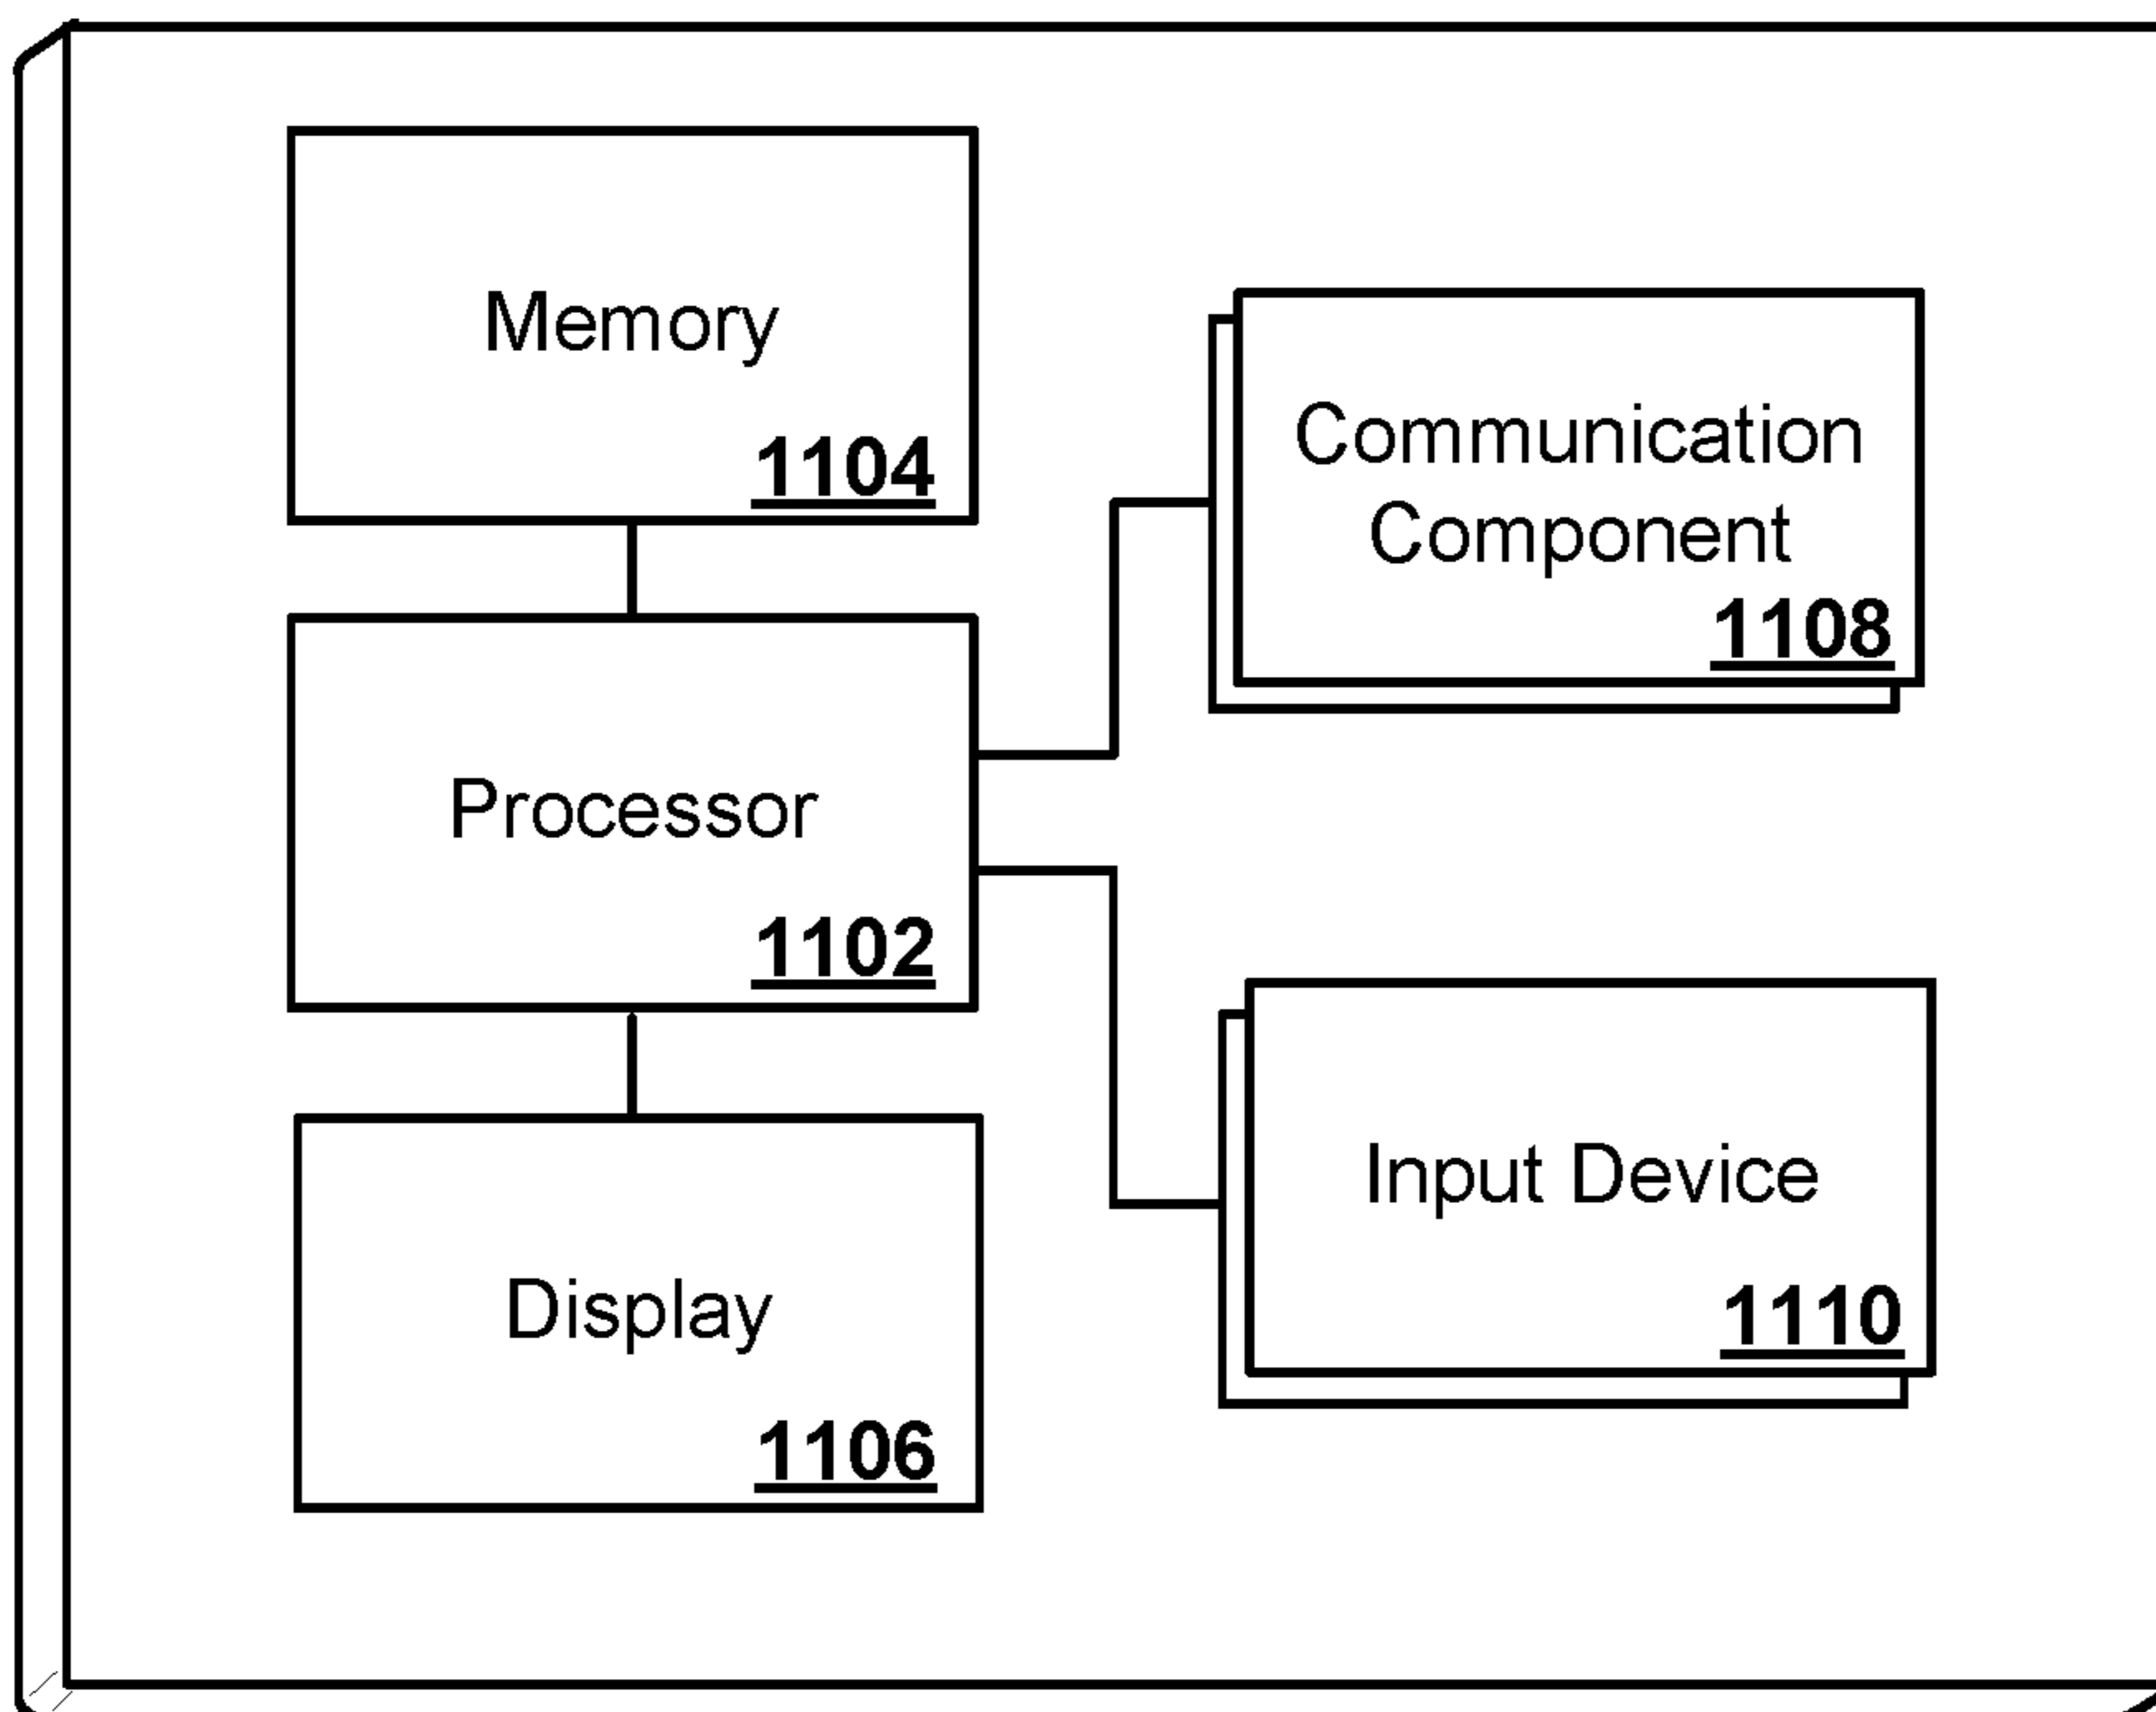 Memory
1104
Communication
Component
1108
Processor
1102
Input Device
1110
Display
1106